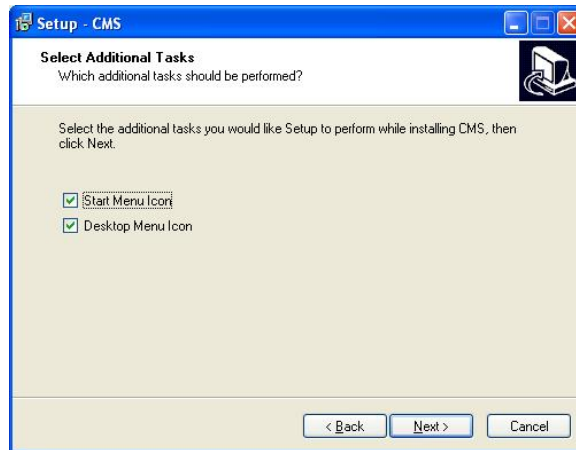 Setup - CMS
Select Additional Tasks
Which additional tasks should be performed?
Select the additional tasks you would like Setup to perform while installing CMS, then
click Next.
Start Menu Icon
Desktop Menu Icon
< Back
Next >
Cancel